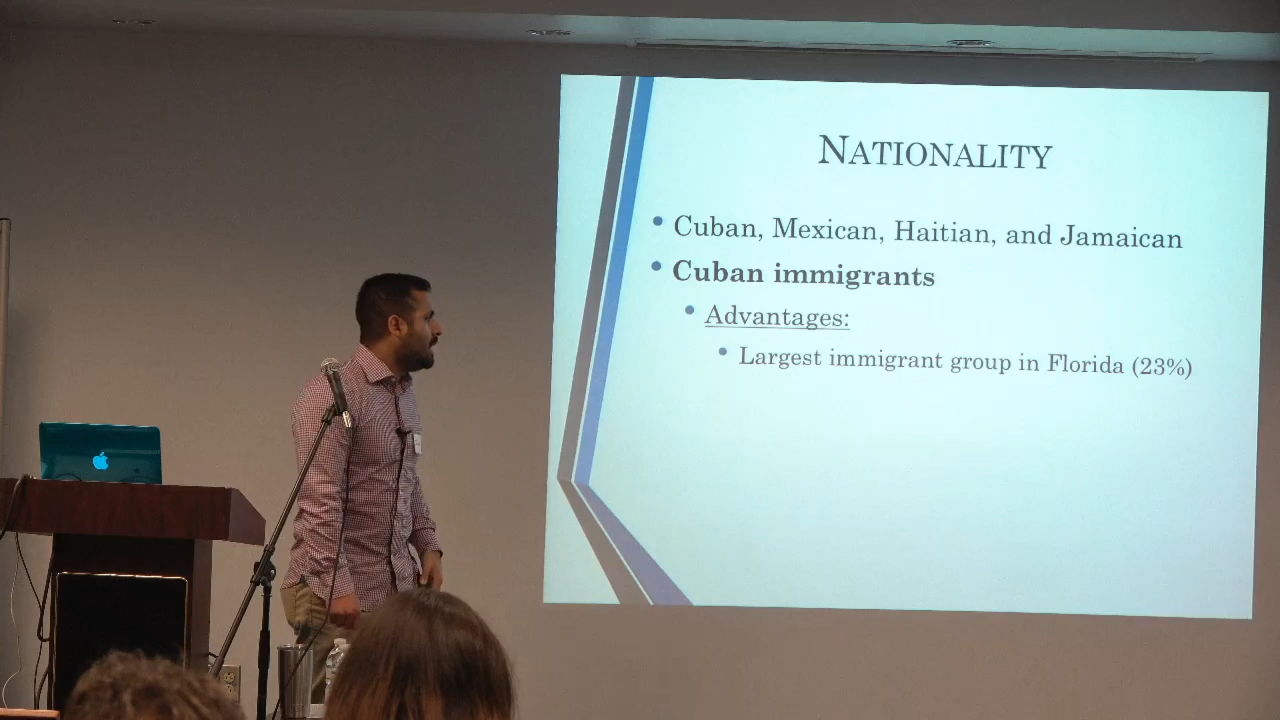 NATIONALITY
• Cuban, Mexican, Haitian, and Jamaican
• Cuban immigrants
• Advantages:
• Largest immigrant group in Florida (23%)